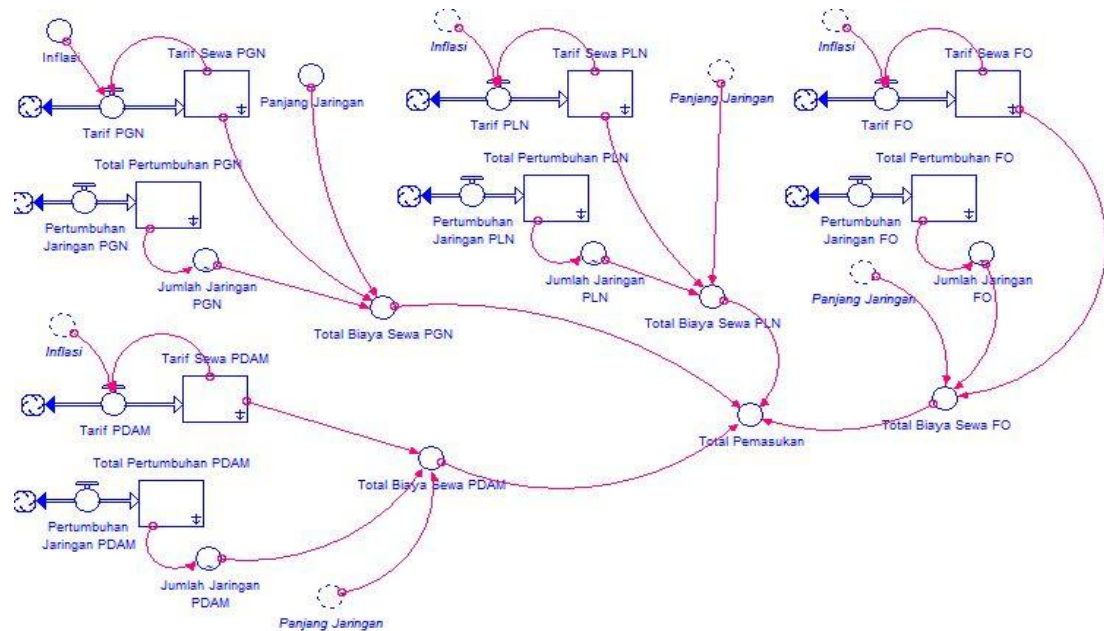 Inflasi
Tarif Sewa PGN
Panjang Jaringan
Tarif PGN
Total Pertumbuhan PGN
Pertumbuhan
Jaringan PGN
Jumlah Jaringan
PGN
Total Biaya Sewa PGN
Inflasi
Tarif Sewa PLN
Panjang Jaringan
Tarif PLN
Total Pertumbuhan PLN
Pertumbuhan
Jaringan PLN
Jumlah Jaringan
PLN
Total Biaya Sewa PLN
Inflasi
Tarif Sewa FO
Tarif FO
Total Pertumbuhan FO
Pertumbuhan
Jaringan FO
Panjang Jaringan
Jumlah Jaringan
FO
Total Biaya Sewa FO
Inflasi
Tarif Sewa PDAM
Tarif PDAM
Total Pertumbuhan PDAM
Pertumbuhan
Jaringan PDAM
Jumlah Jaringan
PDAM
Panjang Jaringan
Total Biaya Sewa PDAM
Total Pemasukan